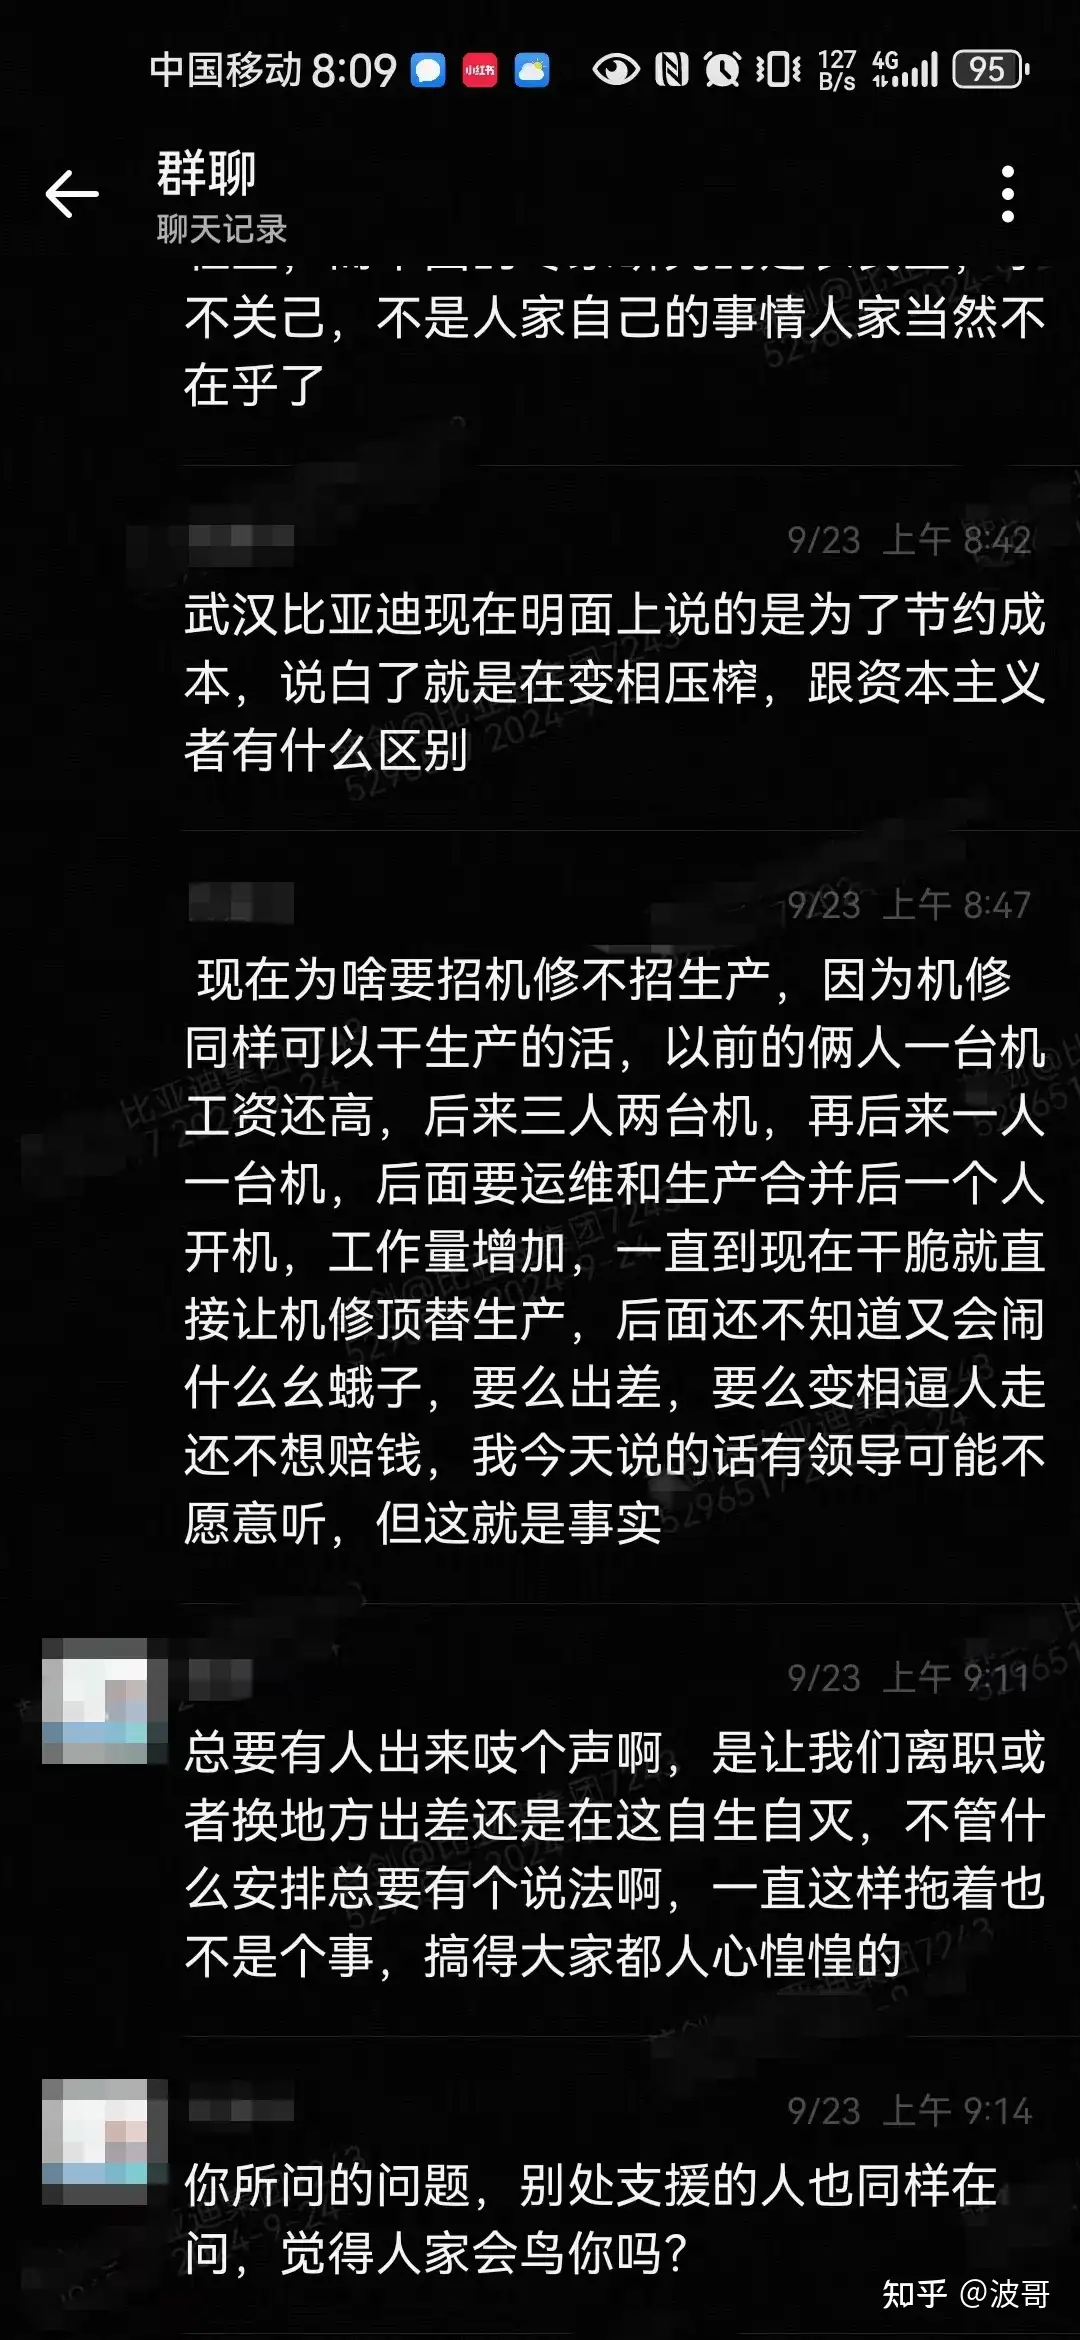 中国移动 8:09 小红书 127 B/s 4G 95
群聊
聊天记录
不关己，不是人家自己的事情人家当然不
在乎了
9/23 上午 8:42
武汉比亚迪现在明面上说的是为了节约成
本，说白了就是在变相压榨，跟资本主义
者有什么区别
9/23 上午 8:47
现在为啥要招机修不招生产，因为机修
同样可以干生产的活，以前的俩人一台机
工资还高，后来三人两台机，再后来一人
一台机，后面要运维和生产合并后一个人
开机，工作量增加，一直到现在干脆就直
接让机修顶替生产，后面还不知道又会闹
什么幺蛾子，要么出差，要么变相逼人走
还不想赔钱，我今天说的话有领导可能不
愿意听，但这就是事实
9/23 上午 9:11
总要有人出来吱个声啊，是让我们离职或
者换地方出差还是在这自生自灭，不管什
么安排总要有个说法啊，一直这样拖着也
不是个事，搞得大家都人心惶惶的
9/23 上午 9:14
你所问的问题，别处支援的人也同样在
问，觉得人家会鸟你吗？
知乎 @波哥